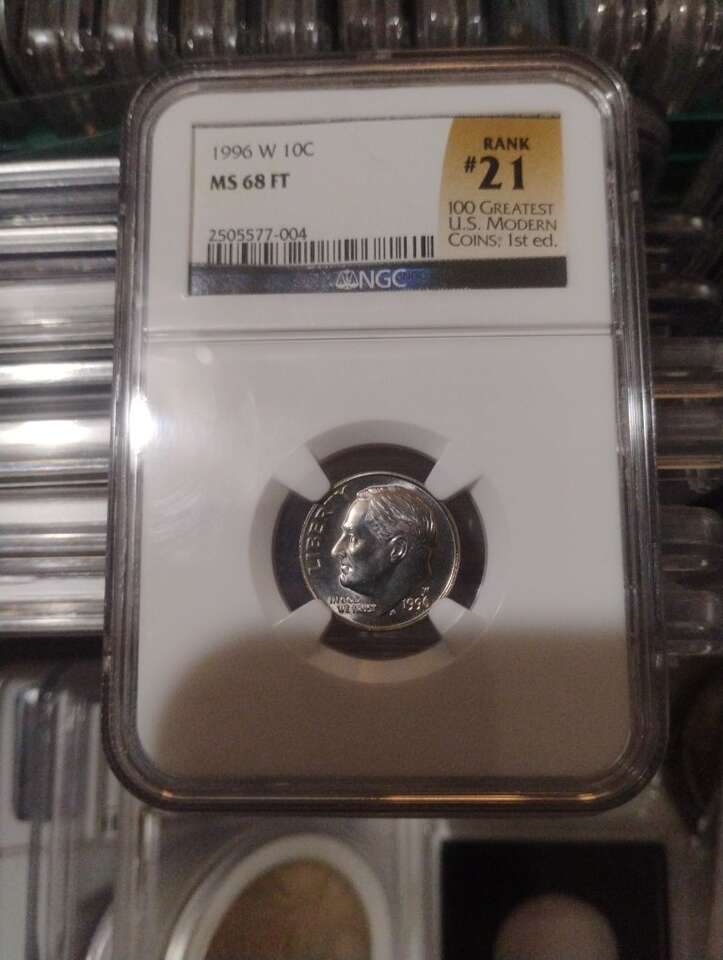 1996 W 10C
MS 68 FT
2505577-004
NGC
RANK
#21
100 GREATEST
U.S. MODERN
COINS; 1st ed.
LIBERTY
IN GOD
WE TRUST
W
1996